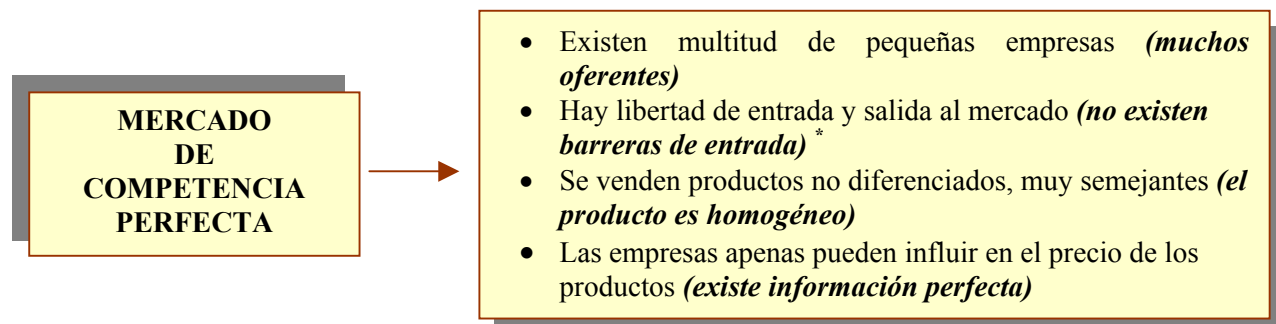 MERCADO
DE
COMPETENCIA
PERFECTA
• Existen multitud de pequeñas empresas (muchos
oferentes)
• Hay libertad de entrada y salida al mercado (no existen
barreras de entrada) *
• Se venden productos no diferenciados, muy semejantes (el
producto es homogéneo)
• Las empresas apenas pueden influir en el precio de los
productos (existe información perfecta)